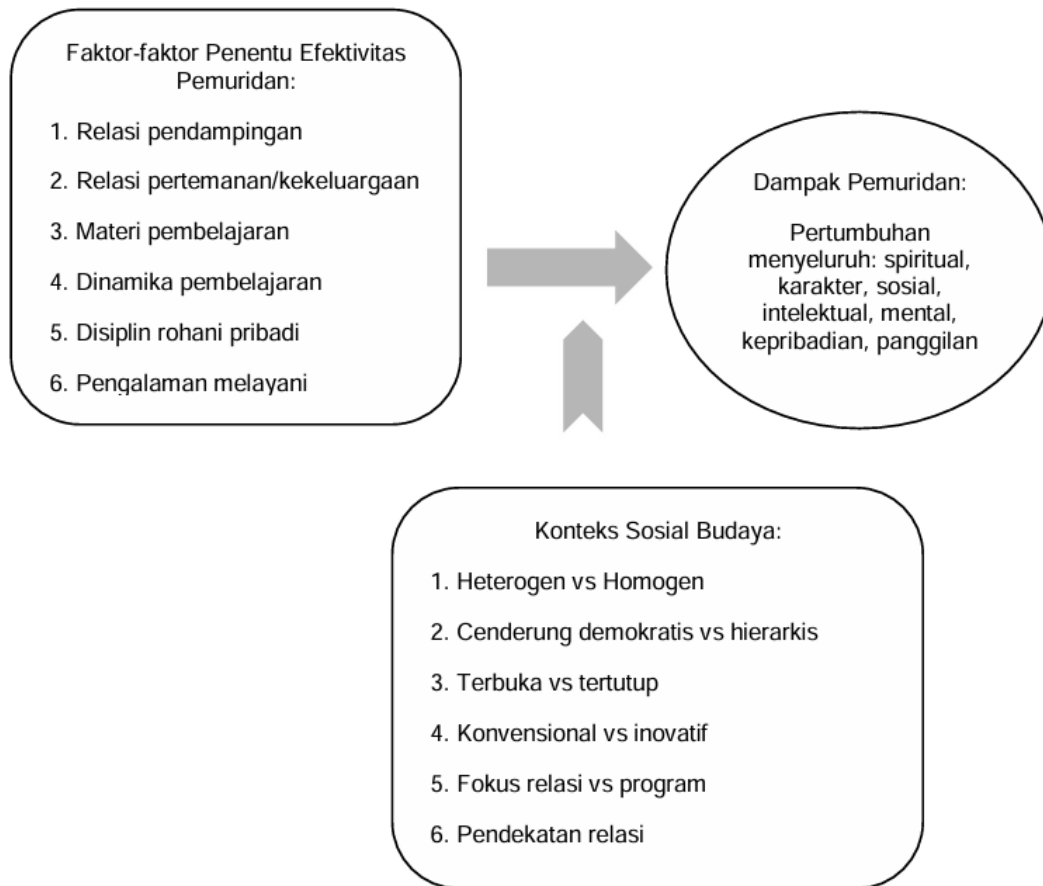 Faktor-faktor Penentu Efektivitas
Pemuridan:
1. Relasi pendampingan
2. Relasi pertemanan/kekeluargaan
3. Materi pembelajaran
4. Dinamika pembelajaran
5. Disiplin rohani pribadi
6. Pengalaman melayani
Dampak Pemuridan:
Pertumbuhan
menyeluruh: spiritual,
karakter, sosial,
intelektual, mental,
kepribadian, panggilan
Konteks Sosial Budaya:
1. Heterogen vs Homogen
2. Cenderung demokratis vs hierarkis
3. Terbuka vs tertutup
4. Konvensional vs inovatif
5. Fokus relasi vs program
6. Pendekatan relasi